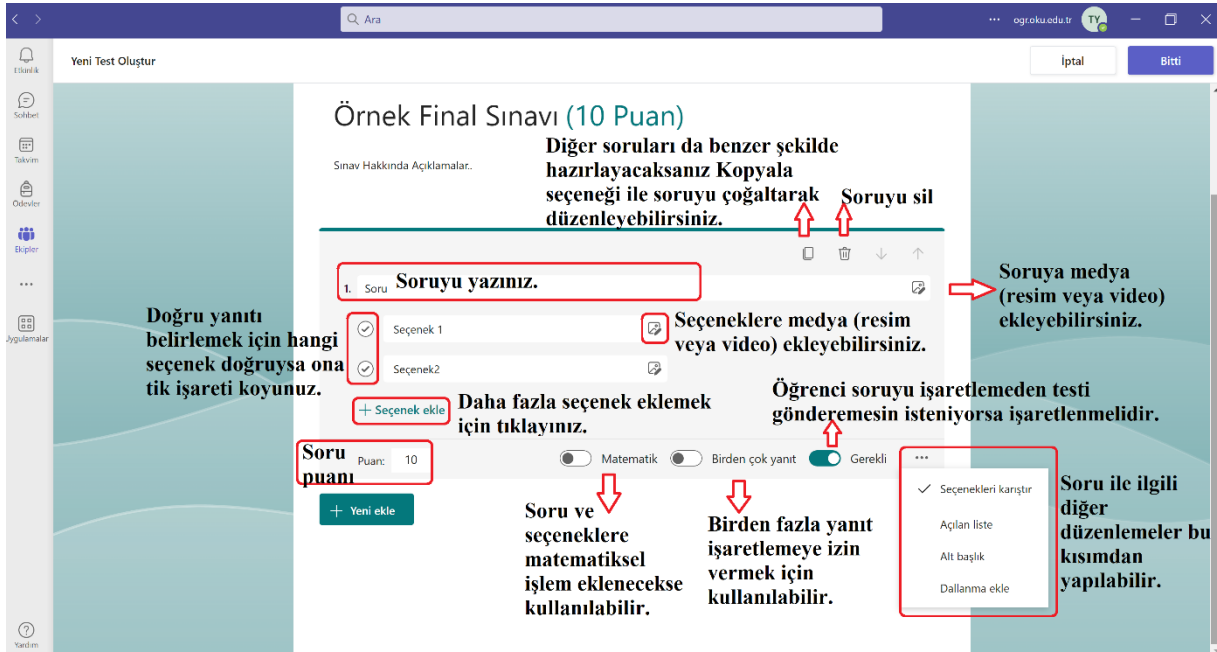 Ara
ogr.oku.edu.tr
TY
Etkinlik
Sohbet
Takvim
Ödevler
Ekipler
Uygulamalar
Yardım
Yeni Test Oluştur
İptal
Bitti
Örnek Final Sınavı (10 Puan)
Sınav Hakkında Açıklamalar..
Diğer soruları da benzer şekilde
hazırlayacaksanız Kopyala
seçeneği ile soruyu çoğaltarak
düzenleyebilirsiniz.
Soruyu sil
1. Soru
Soruyu yazınız.
Soruya medya
(resim veya video)
ekleyebilirsiniz.
Doğru yanıtı
belirlemek için hangi
seçenek doğruysa ona
tik işareti koyunuz.
Seçenek 1
Seçeneklere medya (resim
veya video) ekleyebilirsiniz.
Seçenek2
+ Seçenek ekle
Daha fazla seçenek eklemek
için tıklayınız.
Öğrenci soruyu işaretlemeden testi
gönderemesin isteniyorsa işaretlenmelidir.
Soru
puanı
Puan: 10
Matematik
Birden çok yanıt
Gerekli
+ Yeni ekle
Soru ve
seçeneklere
matematiksel
işlem eklenecekse
kullanılabilir.
Birden fazla yanıt
işaretlemeye izin
vermek için
kullanılabilir.
Seçenekleri karıştır
Açılan liste
Alt başlık
Dallanma ekle
Soru ile ilgili
diğer
düzenlemeler bu
kısımdan
yapılabilir.